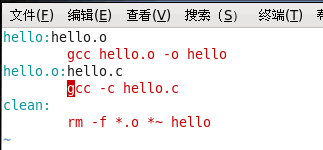 文件(F) 编辑(E) 查看(V) 搜索 (S) 终端(T)
hello:hello.o
        gcc hello.o -o hello
hello.o:hello.c
        gcc -c hello.c
clean:
        rm -f *.o *~ hello
~